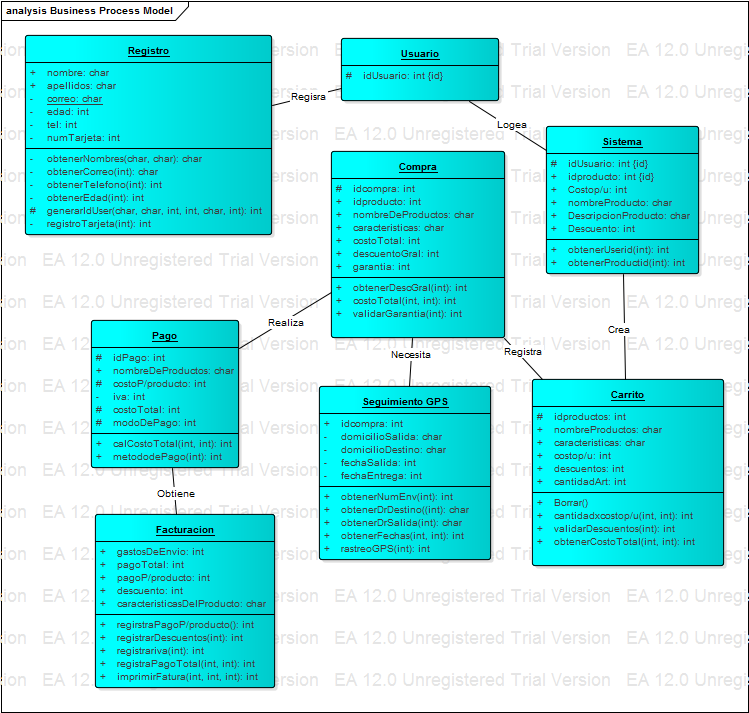 analysis Business Process Model
Registro
+ nombre: char
+ apellidos: char
- correo: char
- edad: int
- tel: int
- numTarjeta: int
- obtenerNombres(char, char): char
- obtenerCorreo(int): char
- obtenerTelefono(int): int
- obtenerEdad(int): int
# generarIdUser(char, char, int, int, char, int): int
- registroTarjeta(int): int
Registra
Usuario
# idUsuario: int {id}
Logea
Sistema
# idUsuario: int {id}
+ idproducto: int {id}
+ Costop/u: int
+ nombreProducto: char
+ DescripcionProducto: char
+ Descuento: int
+ obtenerUserid(int): int
+ obtenerProductid(int): int
Compra
# idcompra: int
+ idproducto: int
+ nombreDeProductos: char
+ caracteristicas: char
+ costoTotal: int
+ descuentoGral: int
+ garantia: int
+ obtenerDescGral(int): int
+ costoTotal(int, int): int
+ validarGarantia(int): int
Realiza
Necesita
Registra
Crea
Pago
# idPago: int
+ nombreDeProductos: char
# costoP/producto: int
- iva: int
# costoTotal: int
# modoDePago: int
+ calCostoTotal(int, int): int
+ metododePago(int): int
Obtiene
Seguimiento GPS
+ idcompra: int
- domicilioSalida: char
- domicilioDestino: char
- fechaSalida: int
- fechaEntrega: int
+ obtenerNumEnv(int): int
+ obtenerDrDestino((int): char
+ obtenerDrSalida(int): char
+ obtenerFechas(int, int): int
+ rastreoGPS(int): int
Carrito
# idproductos: int
+ nombreProductos: char
+ caracteristicas: char
+ costop/u: int
+ descuentos: int
+ cantidadArt: int
+ Borrar()
+ cantidadxcostop/u(int, int): int
+ validarDescuentos(int): int
+ obtenerCostoTotal(int, int): int
Facturacion
+ gastosDeEnvio: int
+ pagoTotal: int
+ pagoP/producto: int
+ descuento: int
+ caracteristicasDelProducto: char
+ regirstraPagoP/producto(): int
+ registrarDescuentos(int): int
+ registrariva(int): int
+ registraPagoTotal(int, int): int
+ imprimirFatura(int, int, int): int
EA 12.0 Unregistered Trial Version